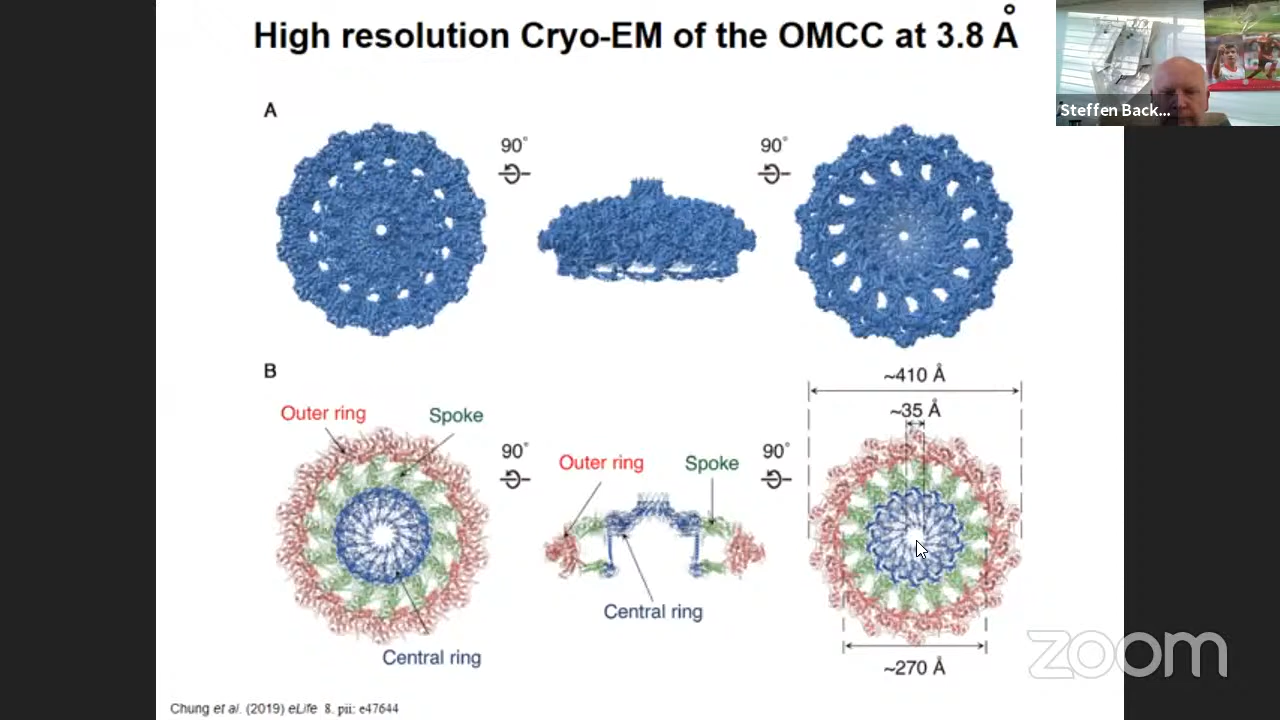 High resolution Cryo-EM of the OMCC at 3.8 Å
Steffen Back...
A
90°
90°
B
~410 Å
~35 Å
Outer ring
Spoke
90°
Outer ring
Spoke
90°
Central ring
Central ring
~270 Å
zoom
Chung et al. (2019) eLife 8. pii: e47644